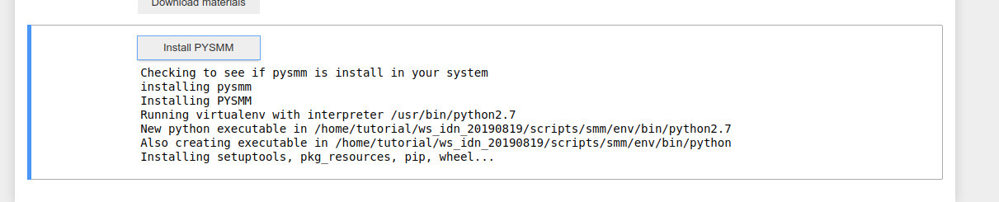 Download materials
Install PYSMM
Checking to see if pysmm is install in your system
installing pysmm
Installing PYSMM
Running virtualenv with interpreter /usr/bin/python2.7
New python executable in /home/tutorial/ws_idn_20190819/scripts/smm/env/bin/python2.7
Also creating executable in /home/tutorial/ws_idn_20190819/scripts/smm/env/bin/python
Installing setuptools, pkg_resources, pip, wheel...